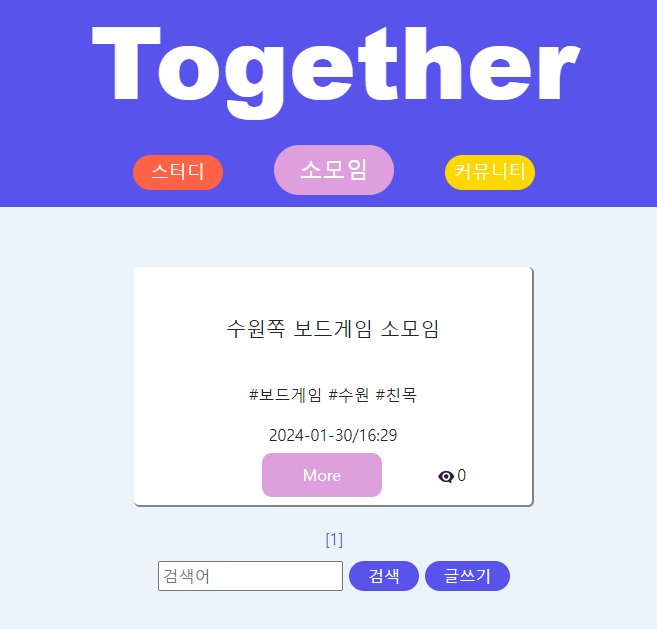 Together
스터디 소모임 커뮤니티
수원쪽 보드게임 소모임
#보드게임 #수원 #친목
2024-01-30/16:29
More 0
[1]
검색어 검색 글쓰기